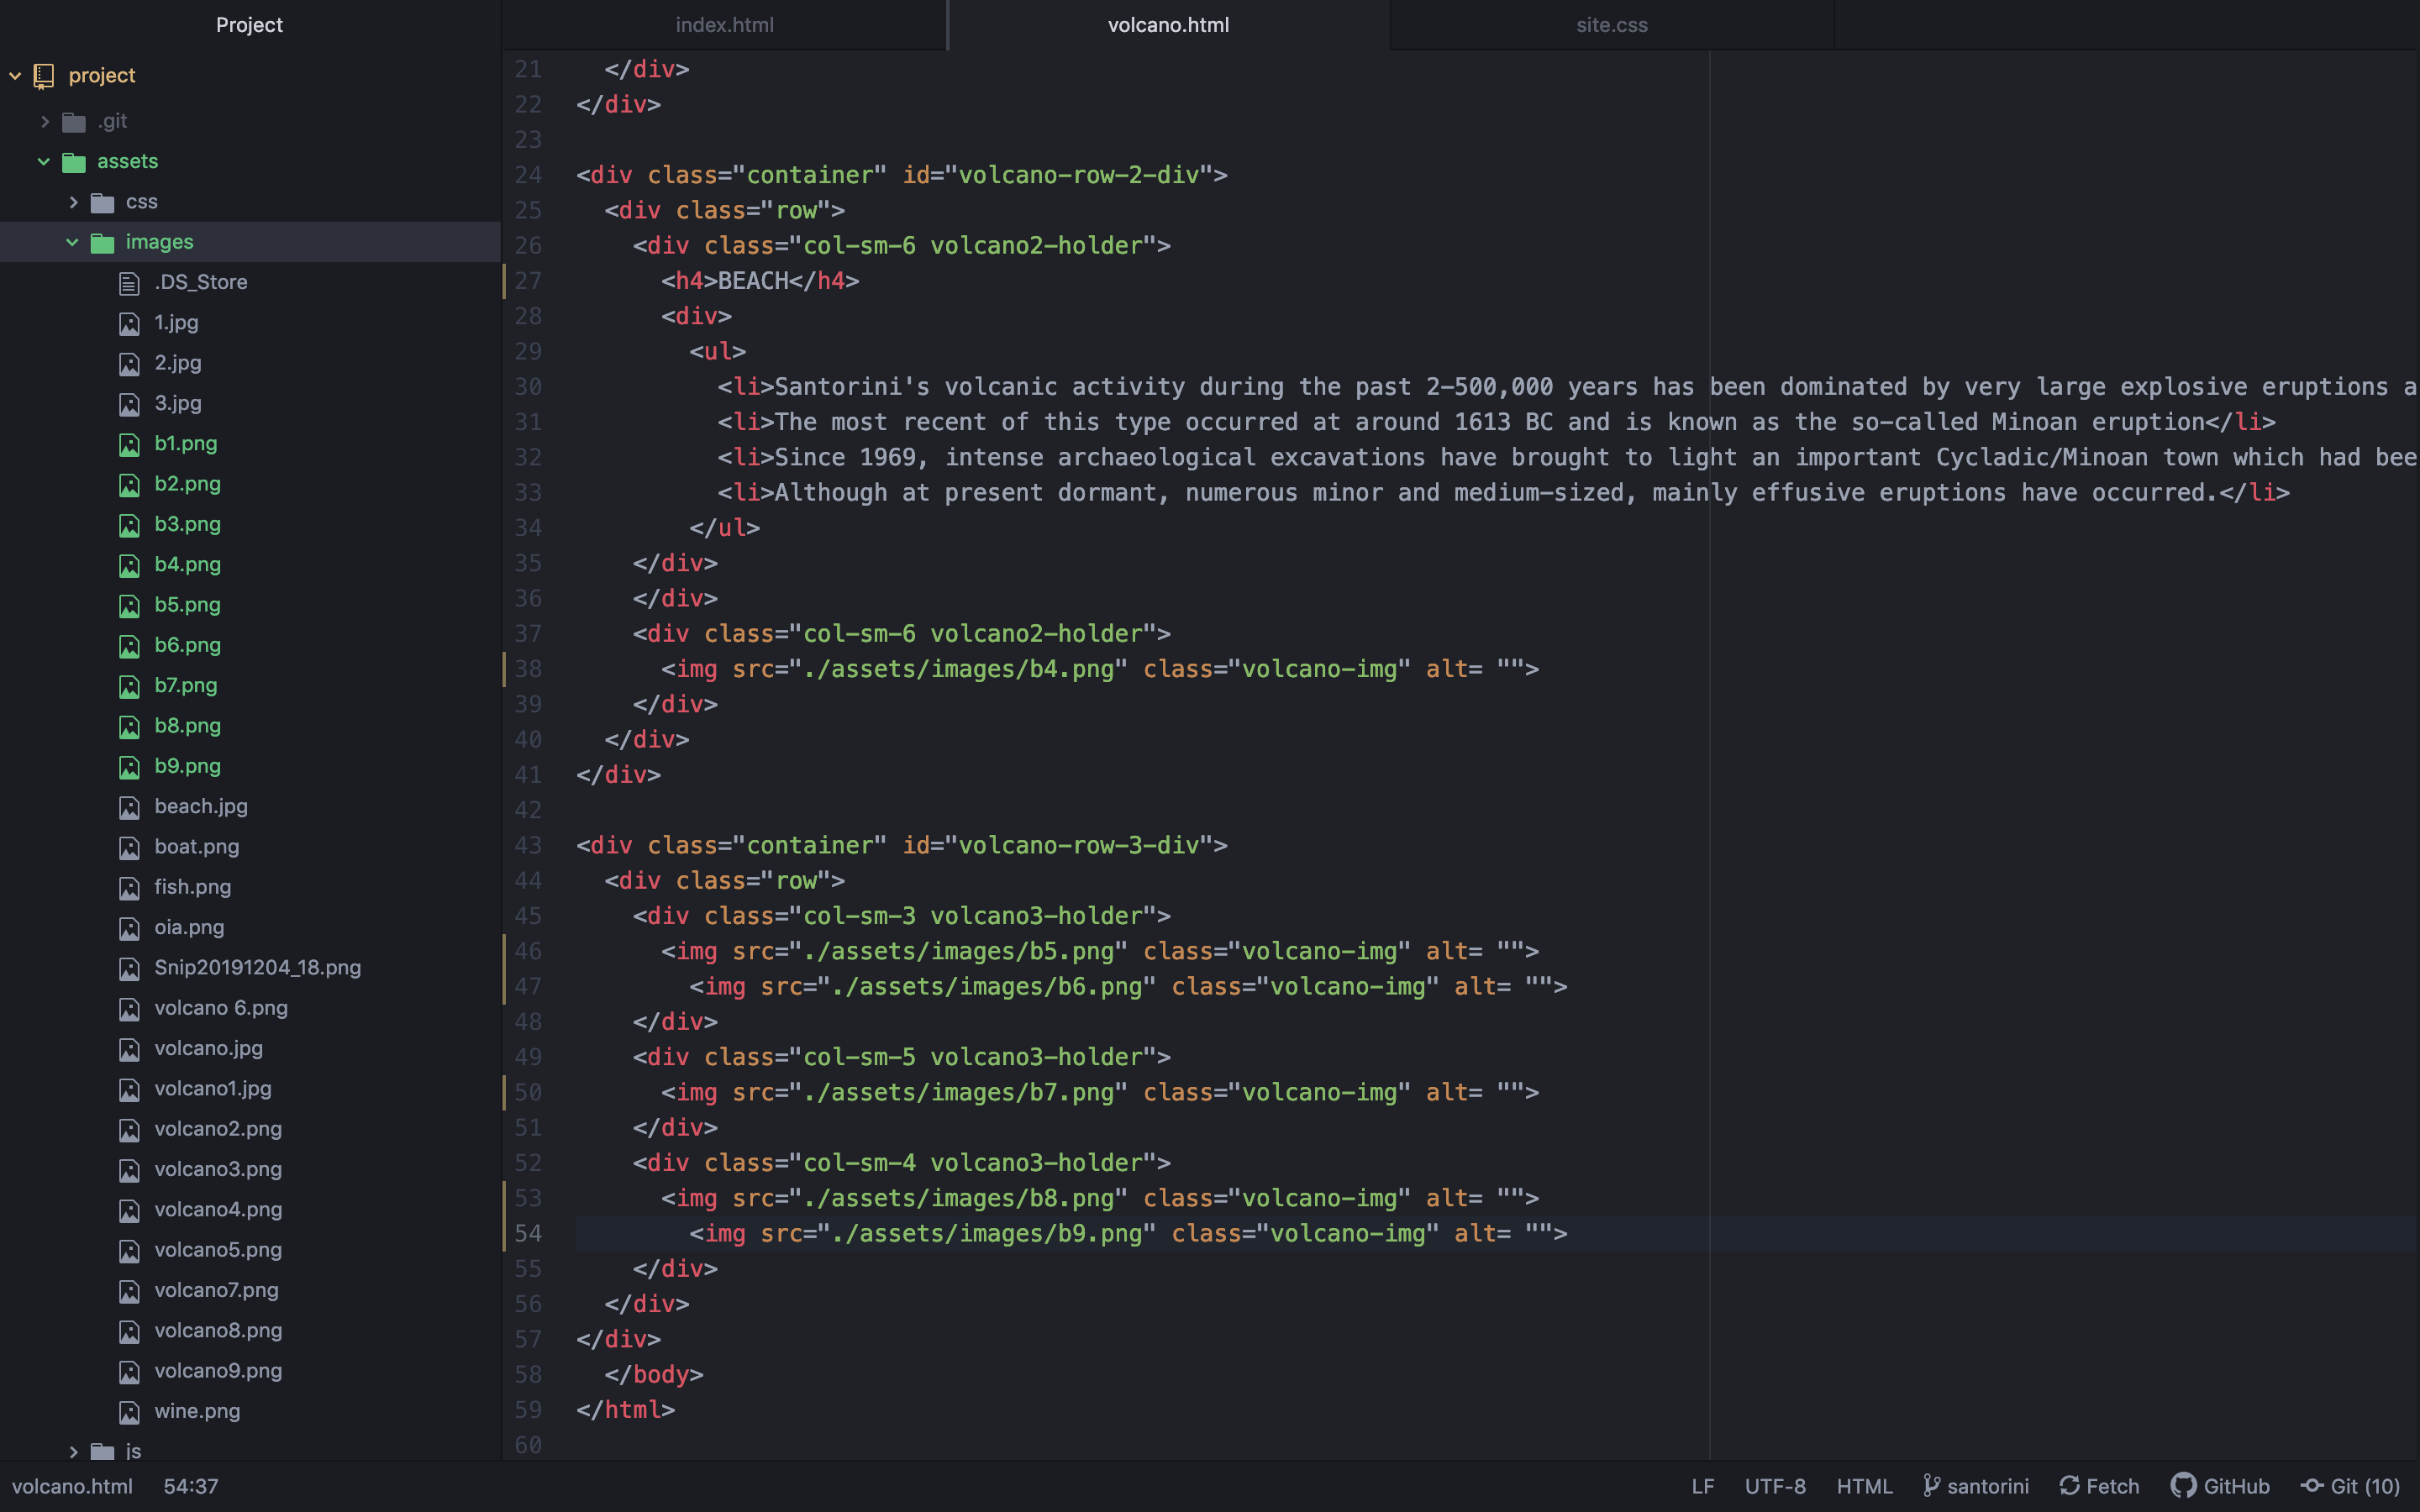 Project
index.html
volcano.html
site.css
project
.git
assets
css
images
.DS_Store
1.jpg
2.jpg
3.jpg
b1.png
b2.png
b3.png
b4.png
b5.png
b6.png
b7.png
b8.png
b9.png
beach.jpg
boat.png
fish.png
oia.png
Snip20191204_18.png
volcano 6.png
volcano.jpg
volcano1.jpg
volcano2.png
volcano3.png
volcano4.png
volcano5.png
volcano7.png
volcano8.png
volcano9.png
wine.png
js
21 </div>
22 </div>
23
24 <div class="container" id="volcano-row-2-div">
25 <div class="row">
26 <div class="col-sm-6 volcano2-holder">
27 <h4>BEACH</h4>
28 <div>
29 <ul>
30 <li>Santorini's volcanic activity during the past 2-500,000 years has been dominated by very large explosive eruptions a
31 <li>The most recent of this type occurred at around 1613 BC and is known as the so-called Minoan eruption</li>
32 <li>Since 1969, intense archaeological excavations have brought to light an important Cycladic/Minoan town which had bee
33 <li>Although at present dormant, numerous minor and medium-sized, mainly effusive eruptions have occurred.</li>
34 </ul>
35 </div>
36 </div>
37 <div class="col-sm-6 volcano2-holder">
38 <img src="./assets/images/b4.png" class="volcano-img" alt= "">
39 </div>
40 </div>
41 </div>
42
43 <div class="container" id="volcano-row-3-div">
44 <div class="row">
45 <div class="col-sm-3 volcano3-holder">
46 <img src="./assets/images/b5.png" class="volcano-img" alt= "">
47 <img src="./assets/images/b6.png" class="volcano-img" alt= "">
48 </div>
49 <div class="col-sm-5 volcano3-holder">
50 <img src="./assets/images/b7.png" class="volcano-img" alt= "">
51 </div>
52 <div class="col-sm-4 volcano3-holder">
53 <img src="./assets/images/b8.png" class="volcano-img" alt= "">
54 <img src="./assets/images/b9.png" class="volcano-img" alt= "">
55 </div>
56 </div>
57 </div>
58 </body>
59 </html>
60
volcano.html 54:37 LF UTF-8 HTML santorini Fetch GitHub Git (10)